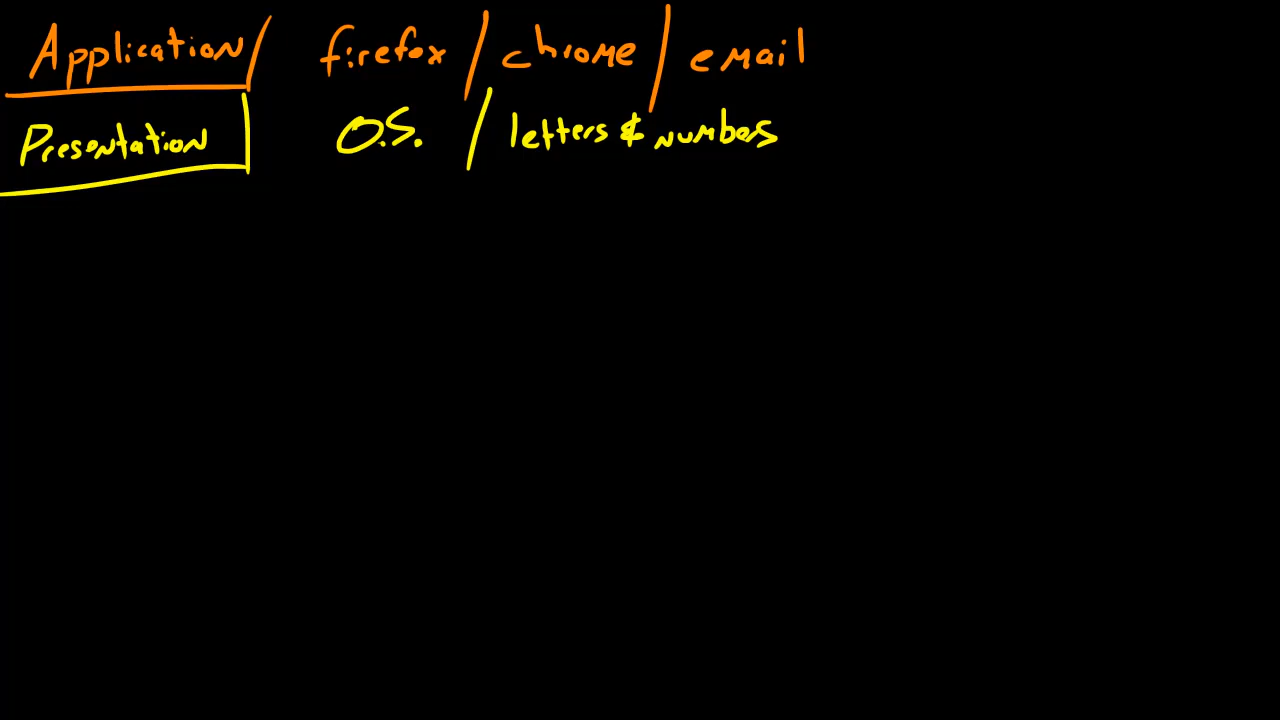 Application / firefox / chrome / email
Presentation O.S. / letters & numbers